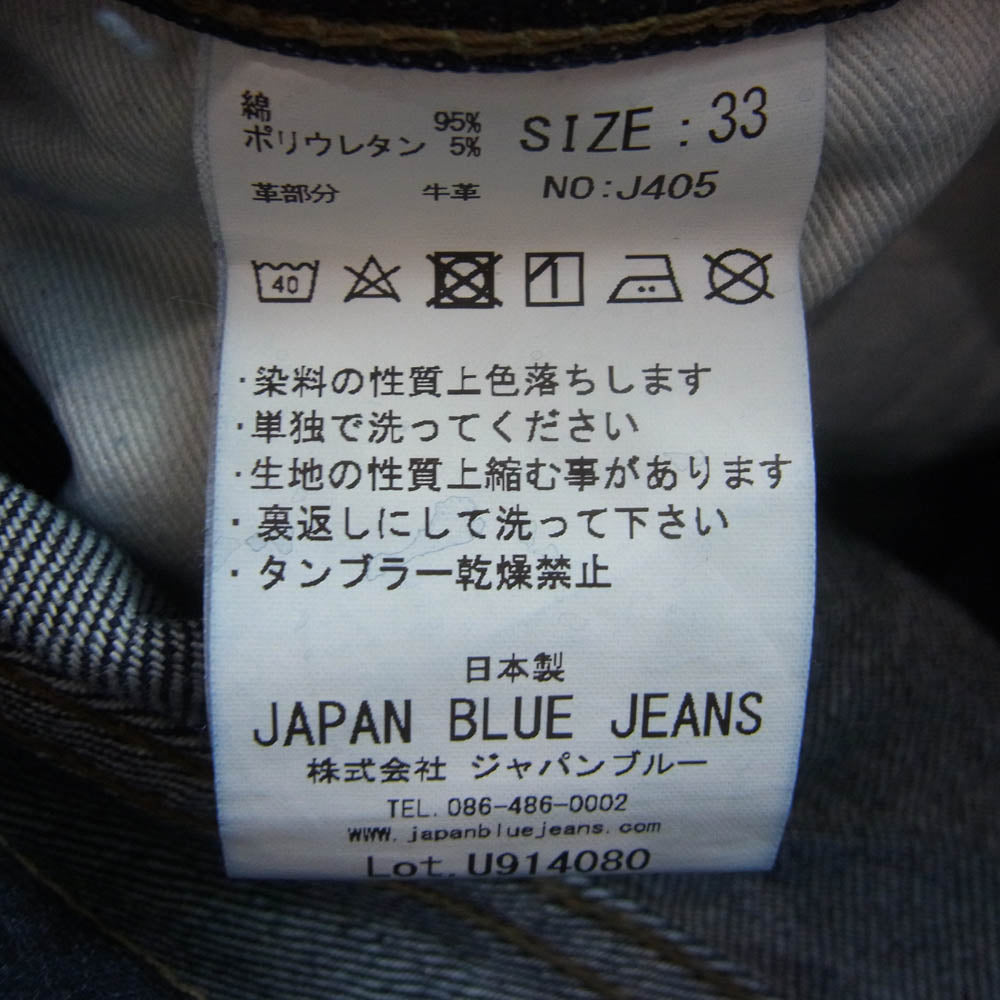 綿 95%
ポリウレタン 5%
SIZE : 33
革部分 牛革
NO:J405
40
・染料の性質上色落ちします
・単独で洗ってください
・生地の性質上縮む事があります
・裏返しにして洗って下さい
・タンブラー乾燥禁止
日本製
JAPAN BLUE JEANS
株式会社 ジャパンブルー
TEL. 086-486-0002
www.japanbluejeans.com
Lot.U914080